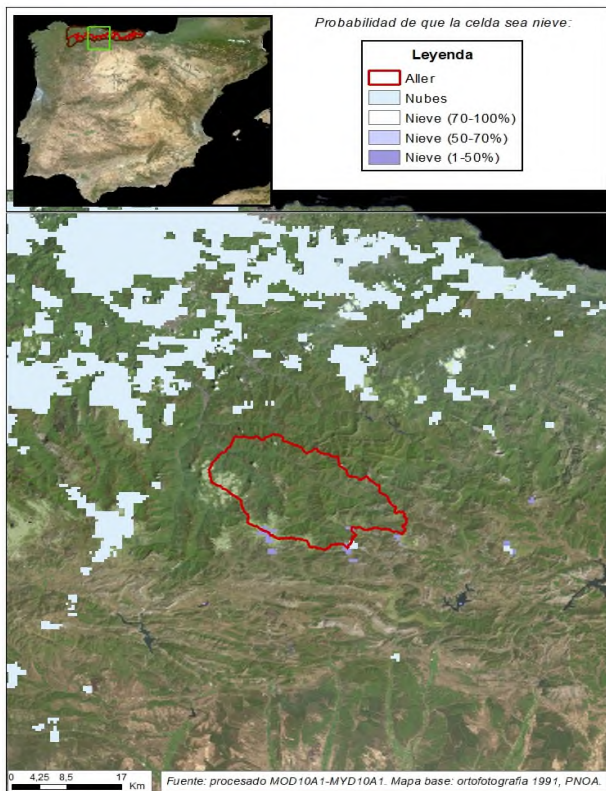 Probabilidad de que la celda sea nieve:
Leyenda
Aller
Nubes
Nieve (70-100%)
Nieve (50-70%)
Nieve (1-50%)
0 4,25 8,5 17
Km
Fuente: procesado MOD10A1-MYD10A1. Mapa base: ortofotografia 1991, PNOA.